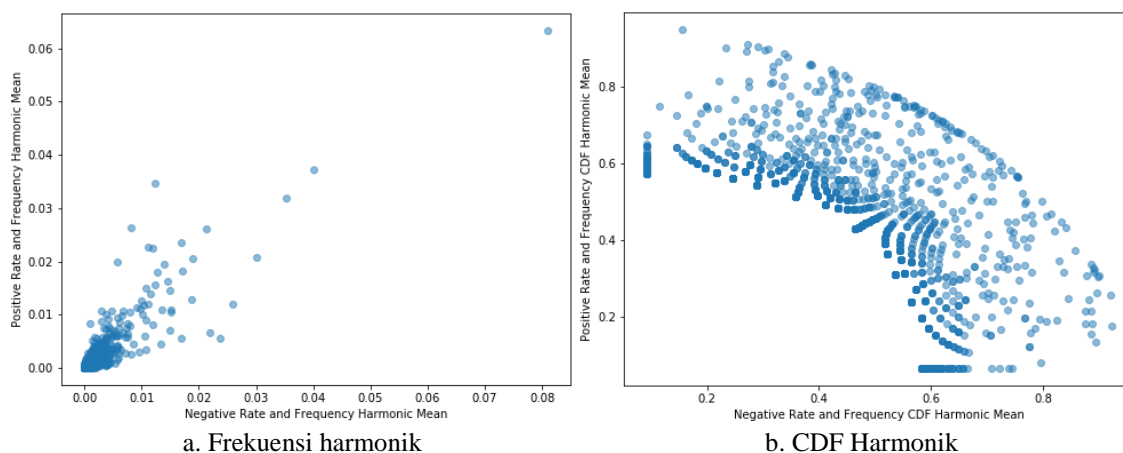 0.06
0.05
0.04
0.03
0.02
0.01
0.00
Positive Rate and Frequency Harmonic Mean
0.00 0.01 0.02 0.03 0.04 0.05 0.06 0.07 0.08
Negative Rate and Frequency Harmonic Mean
a. Frekuensi harmonik
0.8
0.6
0.4
0.2
Positive Rate and Frequency CDF Harmonic Mean
0.2 0.4 0.6 0.8
Negative Rate and Frequency CDF Harmonic Mean
b. CDF Harmonik